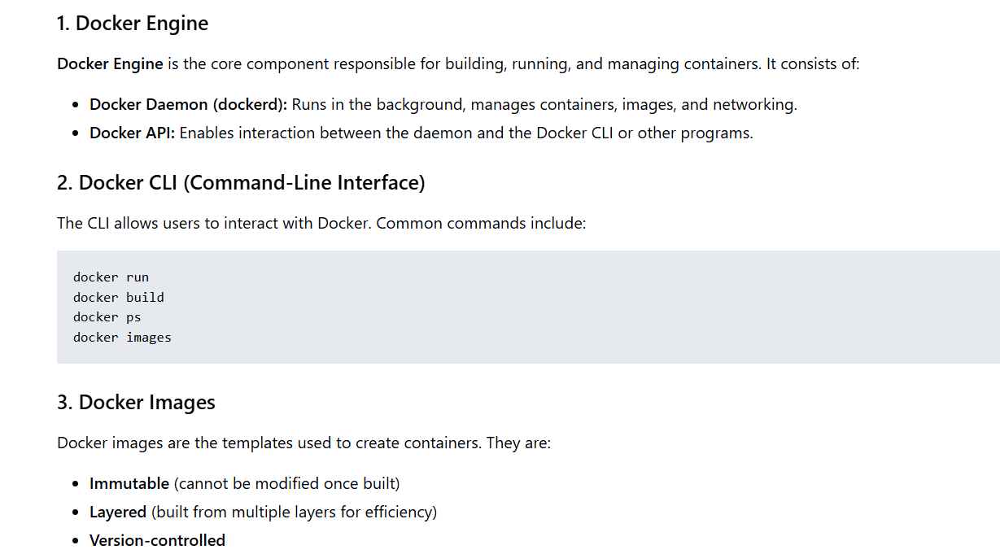 1. Docker Engine
Docker Engine is the core component responsible for building, running, and managing containers. It consists of:
• Docker Daemon (dockerd): Runs in the background, manages containers, images, and networking.
• Docker API: Enables interaction between the daemon and the Docker CLI or other programs.
2. Docker CLI (Command-Line Interface)
The CLI allows users to interact with Docker. Common commands include:
docker run
docker build
docker ps
docker images
3. Docker Images
Docker images are the templates used to create containers. They are:
• Immutable (cannot be modified once built)
• Layered (built from multiple layers for efficiency)
• Version-controlled